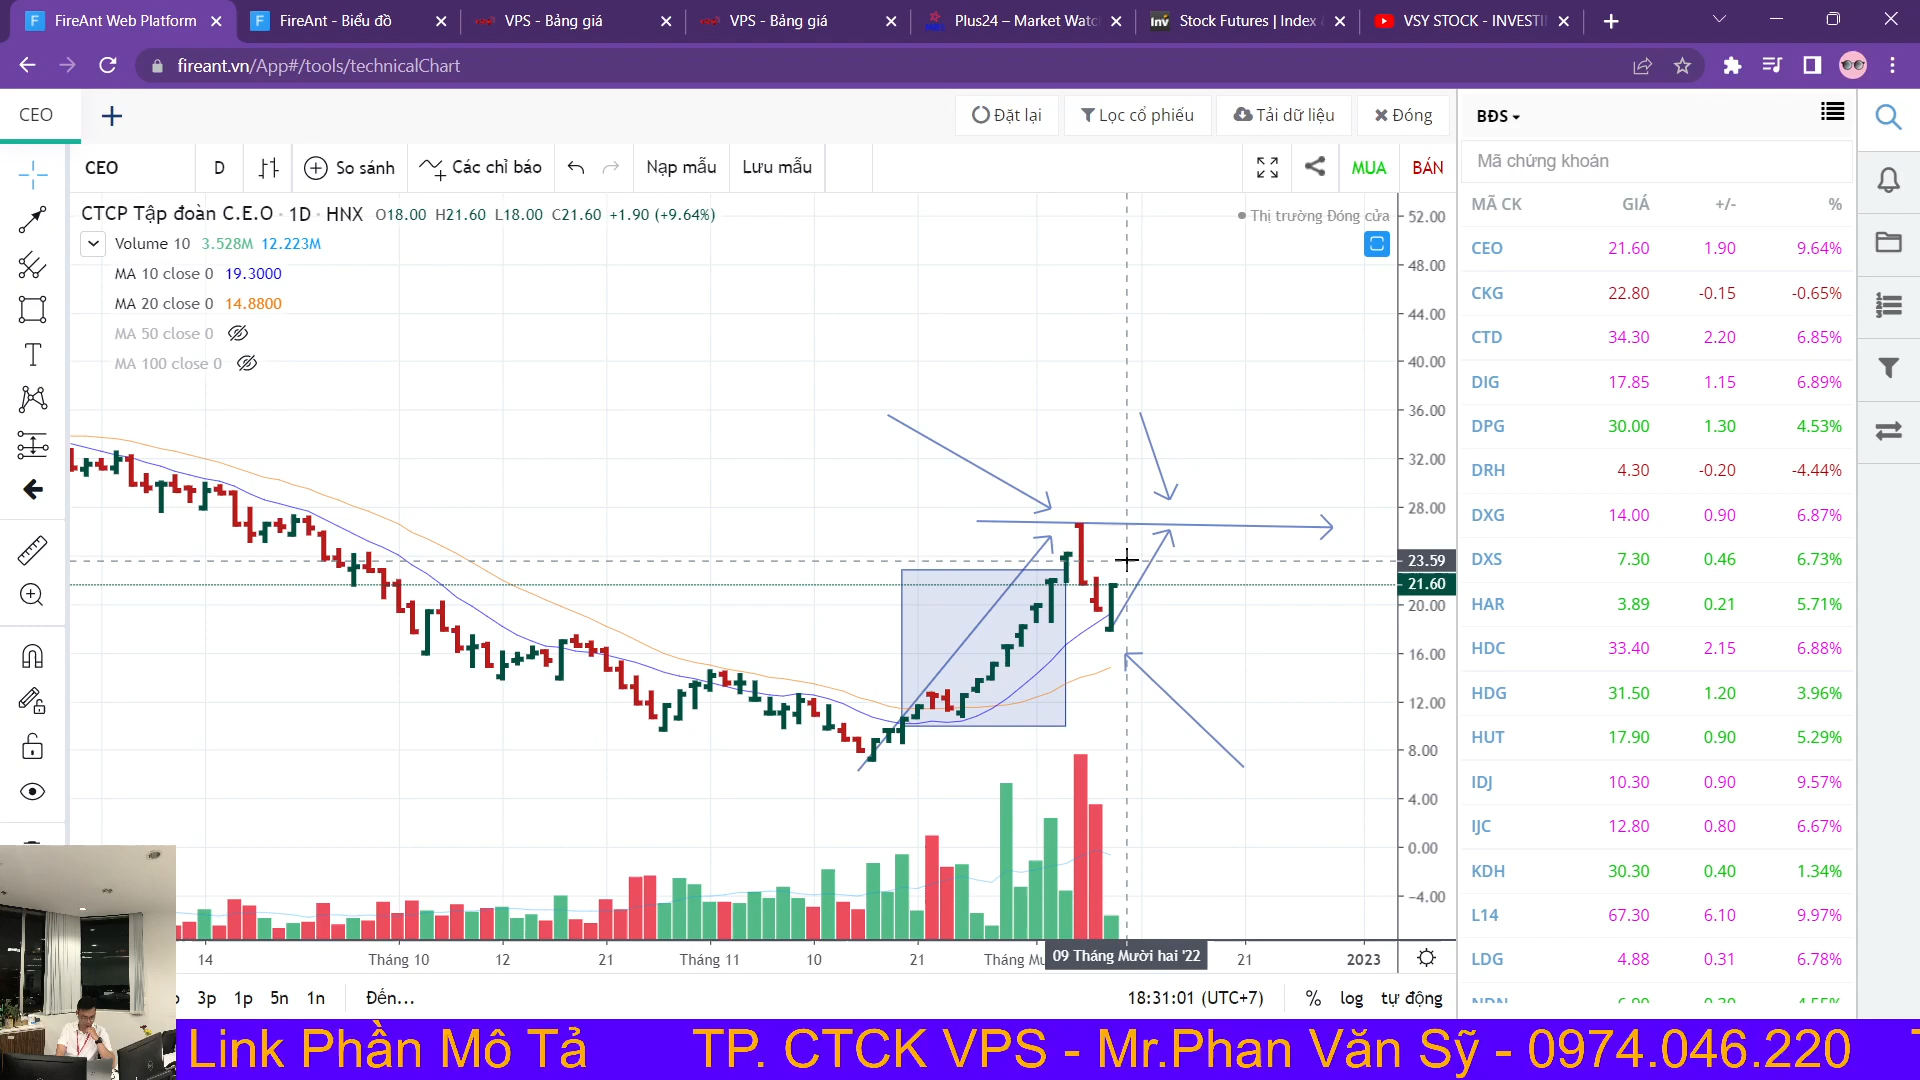 FireAnt Web Platform
FireAnt - Biểu đồ
VPS - Bảng giá
VPS - Bảng giá
Plus24 – Market Watc
Stock Futures | Index
VSY STOCK - INVESTI
fireant.vn/App#/tools/technicalChart
CEO
Đặt lại
Lọc cổ phiếu
Tải dữ liệu
Đóng
BĐS
CEO
D
So sánh
Các chỉ báo
Nạp mẫu
Lưu mẫu
MUA
BÁN
Mã chứng khoán
CTCP Tập đoàn C.E.O · 1D · HNX O18.00 H21.60 L18.00 C21.60 +1.90 (+9.64%)
Thị trường Đóng cửa
Volume 10 3.528M 12.223M
MA 10 close 0 19.3000
MA 20 close 0 14.8800
MA 50 close 0
MA 100 close 0
52.00
48.00
44.00
40.00
36.00
32.00
28.00
23.59
21.60
20.00
16.00
12.00
8.00
4.00
0.00
−4.00
MÃ CK GIÁ +/- %
CEO 21.60 1.90 9.64%
CKG 22.80 -0.15 -0.65%
CTD 34.30 2.20 6.85%
DIG 17.85 1.15 6.89%
DPG 30.00 1.30 4.53%
DRH 4.30 -0.20 -4.44%
DXG 14.00 0.90 6.87%
DXS 7.30 0.46 6.73%
HAR 3.89 0.21 5.71%
HDC 33.40 2.15 6.88%
HDG 31.50 1.20 3.96%
HUT 17.90 0.90 5.29%
IDJ 10.30 0.90 9.57%
IJC 12.80 0.80 6.67%
KDH 30.30 0.40 1.34%
L14 67.30 6.10 9.97%
LDG 4.88 0.31 6.78%
14 Tháng 10 12 21 Tháng 11 10 21 Tháng Mư 09 Tháng Mười hai '22 21 2023
3p 1p 5n 1n Đến... 18:31:01 (UTC+7) % log tự động
Link Phần Mô Tả TP. CTCK VPS - Mr.Phan Văn Sỹ - 0974.046.220